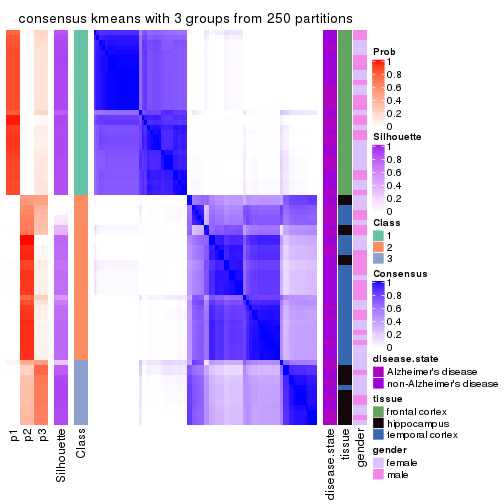 consensus kmeans with 3 groups from 250 partitions
Prob
1
0.8
0.6
0.4
0.2
0
Silhouette
1
0.8
0.6
0.4
0.2
0
Class
1
2
3
Consensus
1
0.8
0.6
0.4
0.2
0
disease.state
Alzheimer's disease
non-Alzheimer's disease
tissue
frontal cortex
hippocampus
temporal cortex
gender
female
male
p1
p2
p3
Silhouette
Class
disease.state
tissue
gender